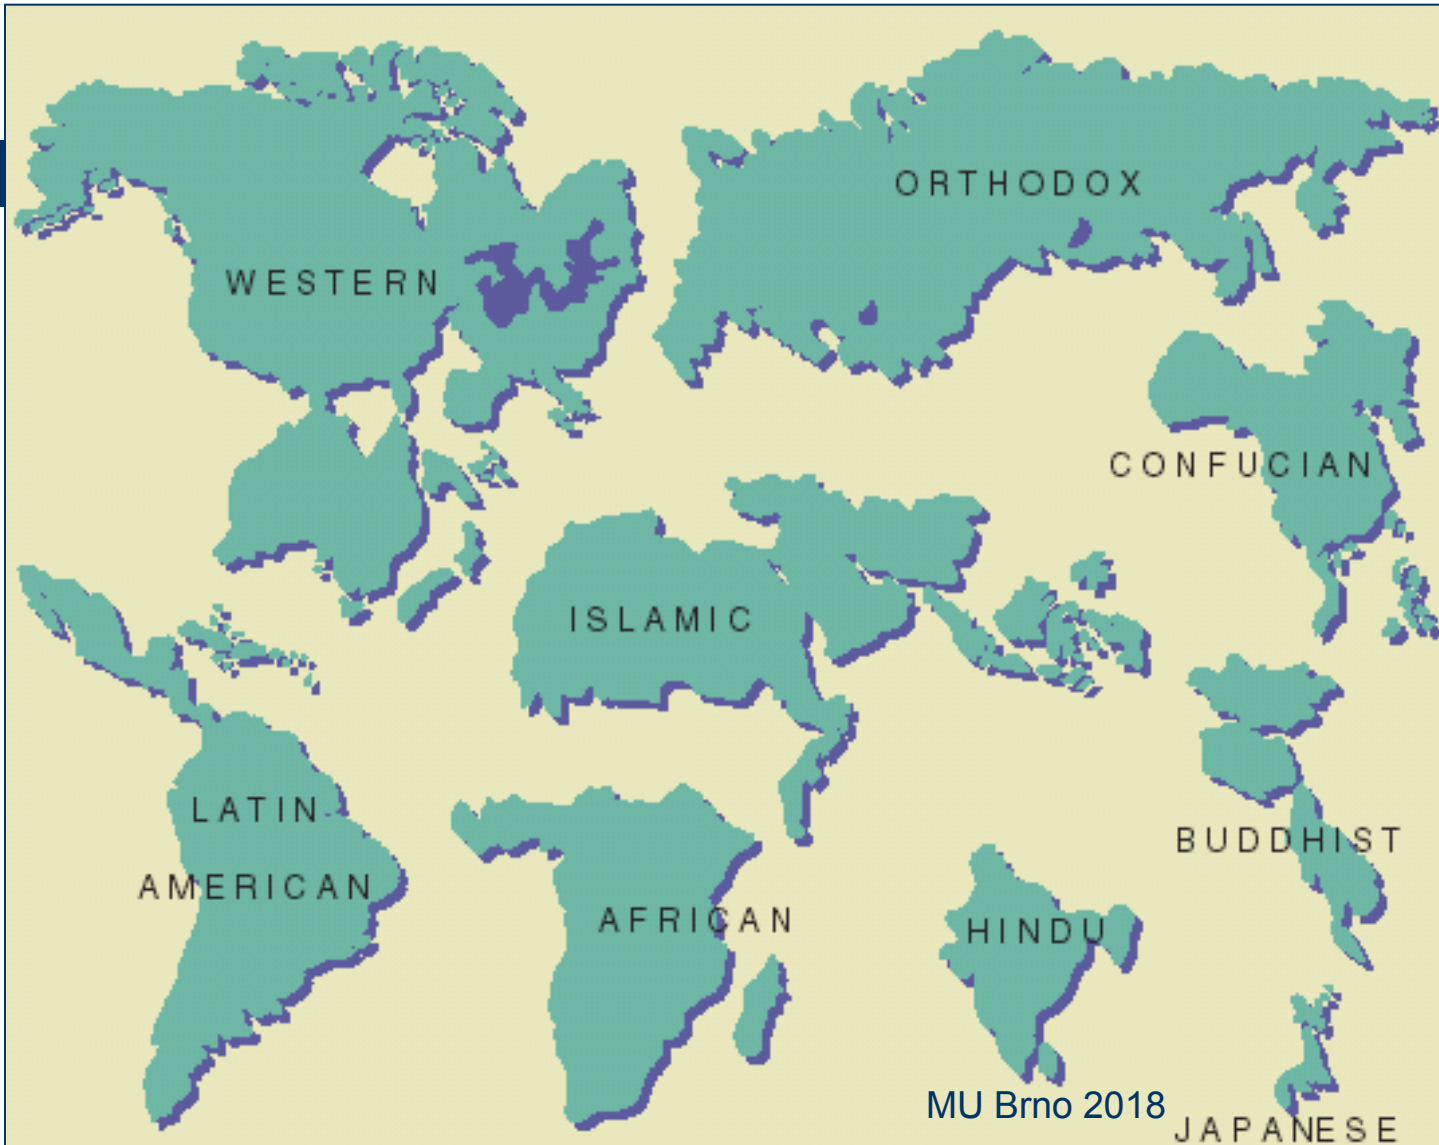 ORTHODOX
WESTERN
CONFUCIAN
ISLAMIC
LATIN
AMERICAN
AFRICAN
HINDU
BUDDHIST
MU Brno 2018
JAPANESE